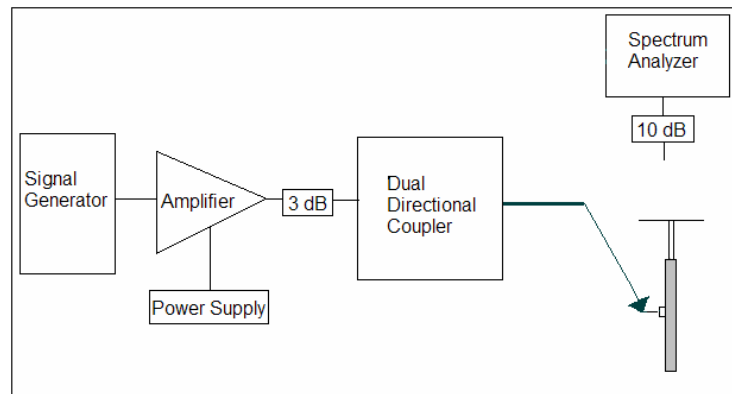 Spectrum
Analyzer
10 dB
Signal
Generator
Amplifier
3 dB
Dual
Directional
Coupler
Power Supply